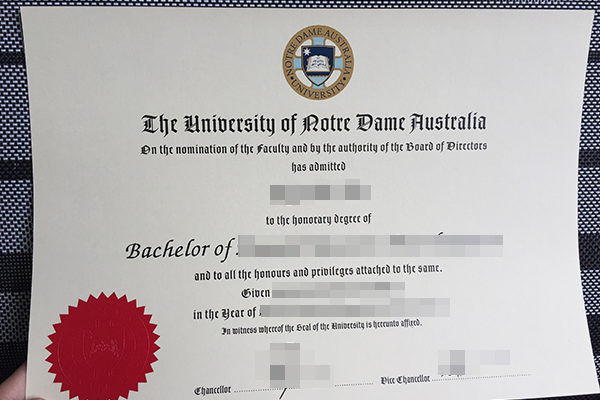 NOTRE DAME AUSTRALIA
UNIVERSITY
The University of Notre Dame Australia
On the nomination of the Faculty and by the authority of the Board of Directors
has admitted
to the honorary degree of
Bachelor of
and to all the honours and privileges attached to the same.
Given
in the Year of
In witness whereof the Seal of the University is hereunto affixed.
Chancellor
Vice Chancellor